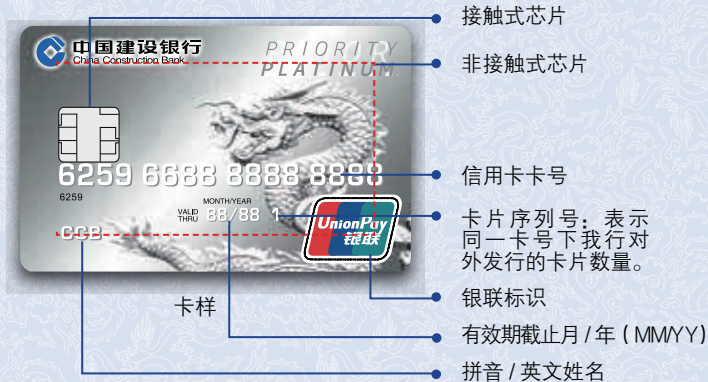 中国建设银行
China Construction Bank
PRIORITY
PLATINUM
6259 6688 8888 8888
6259
MONTH/YEAR
VALID THRU 88/88 1
CCB
UnionPay
银联
卡样
接触式芯片
非接触式芯片
信用卡卡号
卡片序列号：表示
同一卡号下我行对
外发行的卡片数量。
银联标识
有效期截止月/年(MM/YY)
拼音/英文姓名